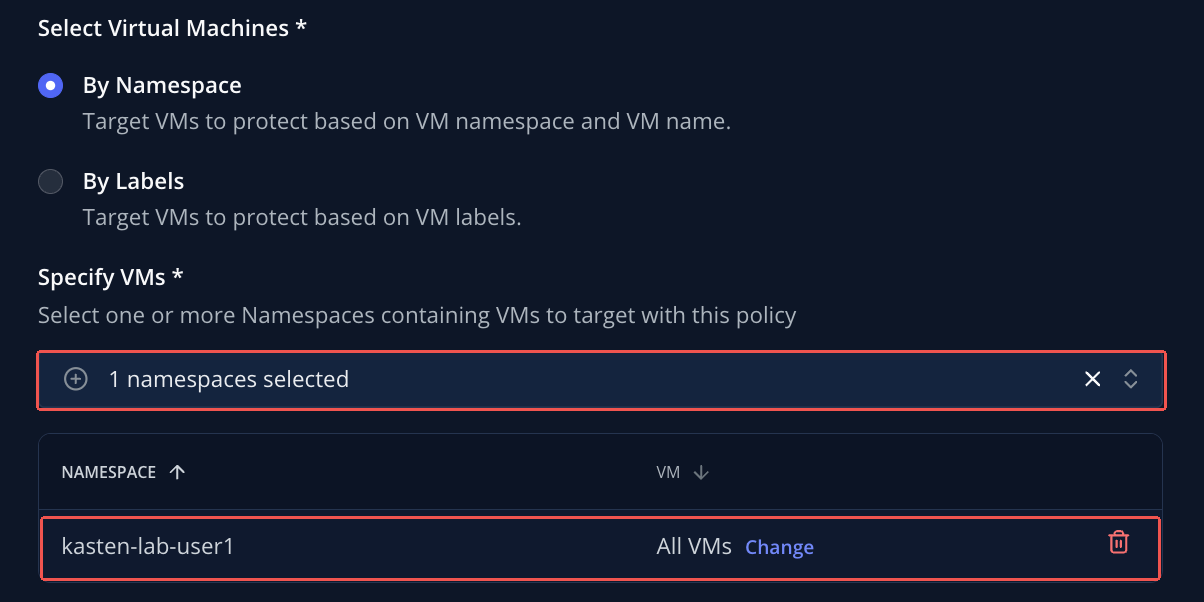 Select Virtual Machines *
By Namespace
Target VMs to protect based on VM namespace and VM name.
By Labels
Target VMs to protect based on VM labels.
Specify VMs *
Select one or more Namespaces containing VMs to target with this policy
1 namespaces selected
NAMESPACE VM
kasten-lab-user1 All VMs Change